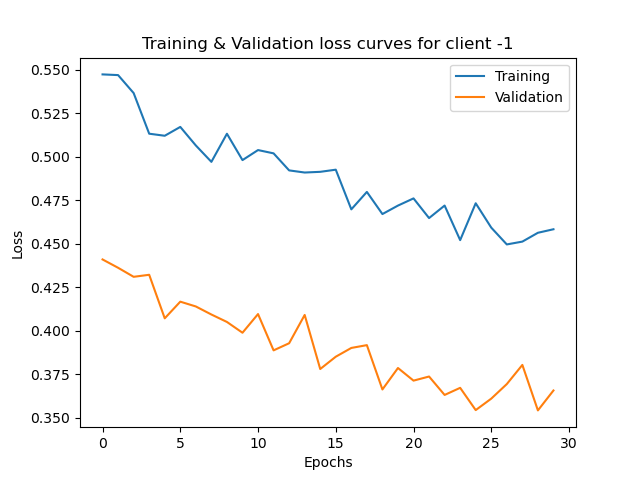 Training & Validation loss curves for client -1
Training
Validation
Loss
0.550
0.525
0.500
0.475
0.450
0.425
0.400
0.375
0.350
0 5 10 15 20 25 30
Epochs